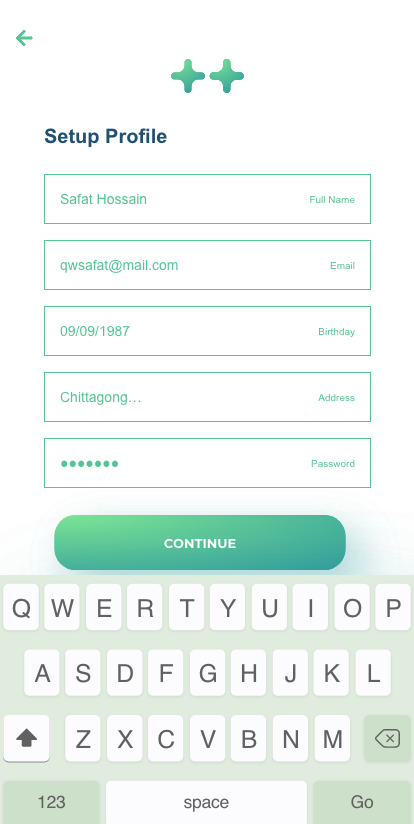 Setup Profile
Safat Hossain Full Name
qwsafat@mail.com Email
09/09/1987 Birthday
Chittagong… Address
●●●●●●● Password
CONTINUE
Q W E R T Y U I O P
A S D F G H J K L
Z X C V B N M
123 space Go